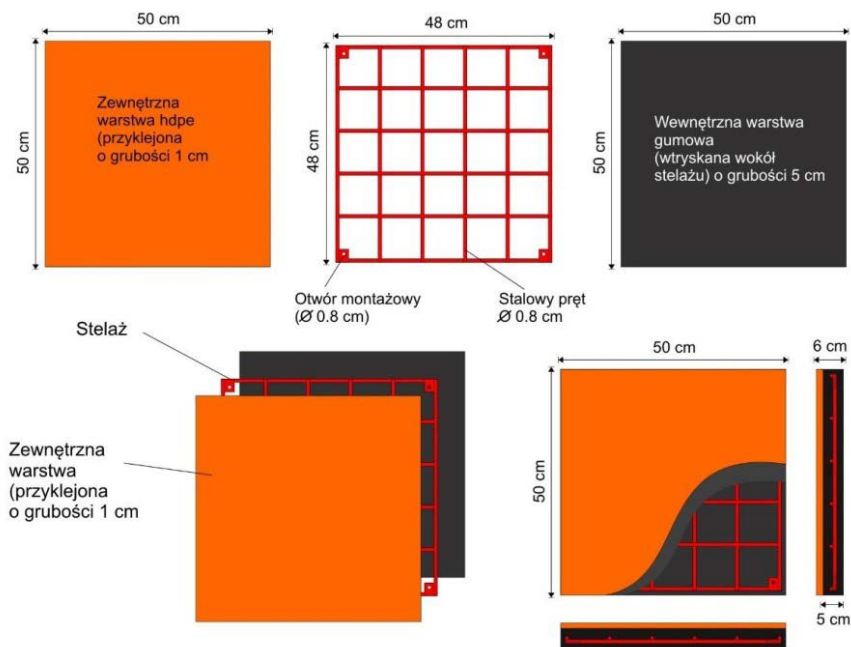 50 cm
50 cm
Zewnętrzna
warstwa hdpe
(przyklejona
o grubości 1 cm
48 cm
48 cm
50 cm
50 cm
Wewnętrzna warstwa
gumowa
(wtryskana wokół
stelażu) o grubości 5 cm
Otwór montażowy
(Ø 0.8 cm)
Stalowy pręt
Ø 0.8 cm
Stelaż
Zewnętrzna
warstwa
(przyklejona
o grubości 1 cm
50 cm
6 cm
50 cm
5 cm